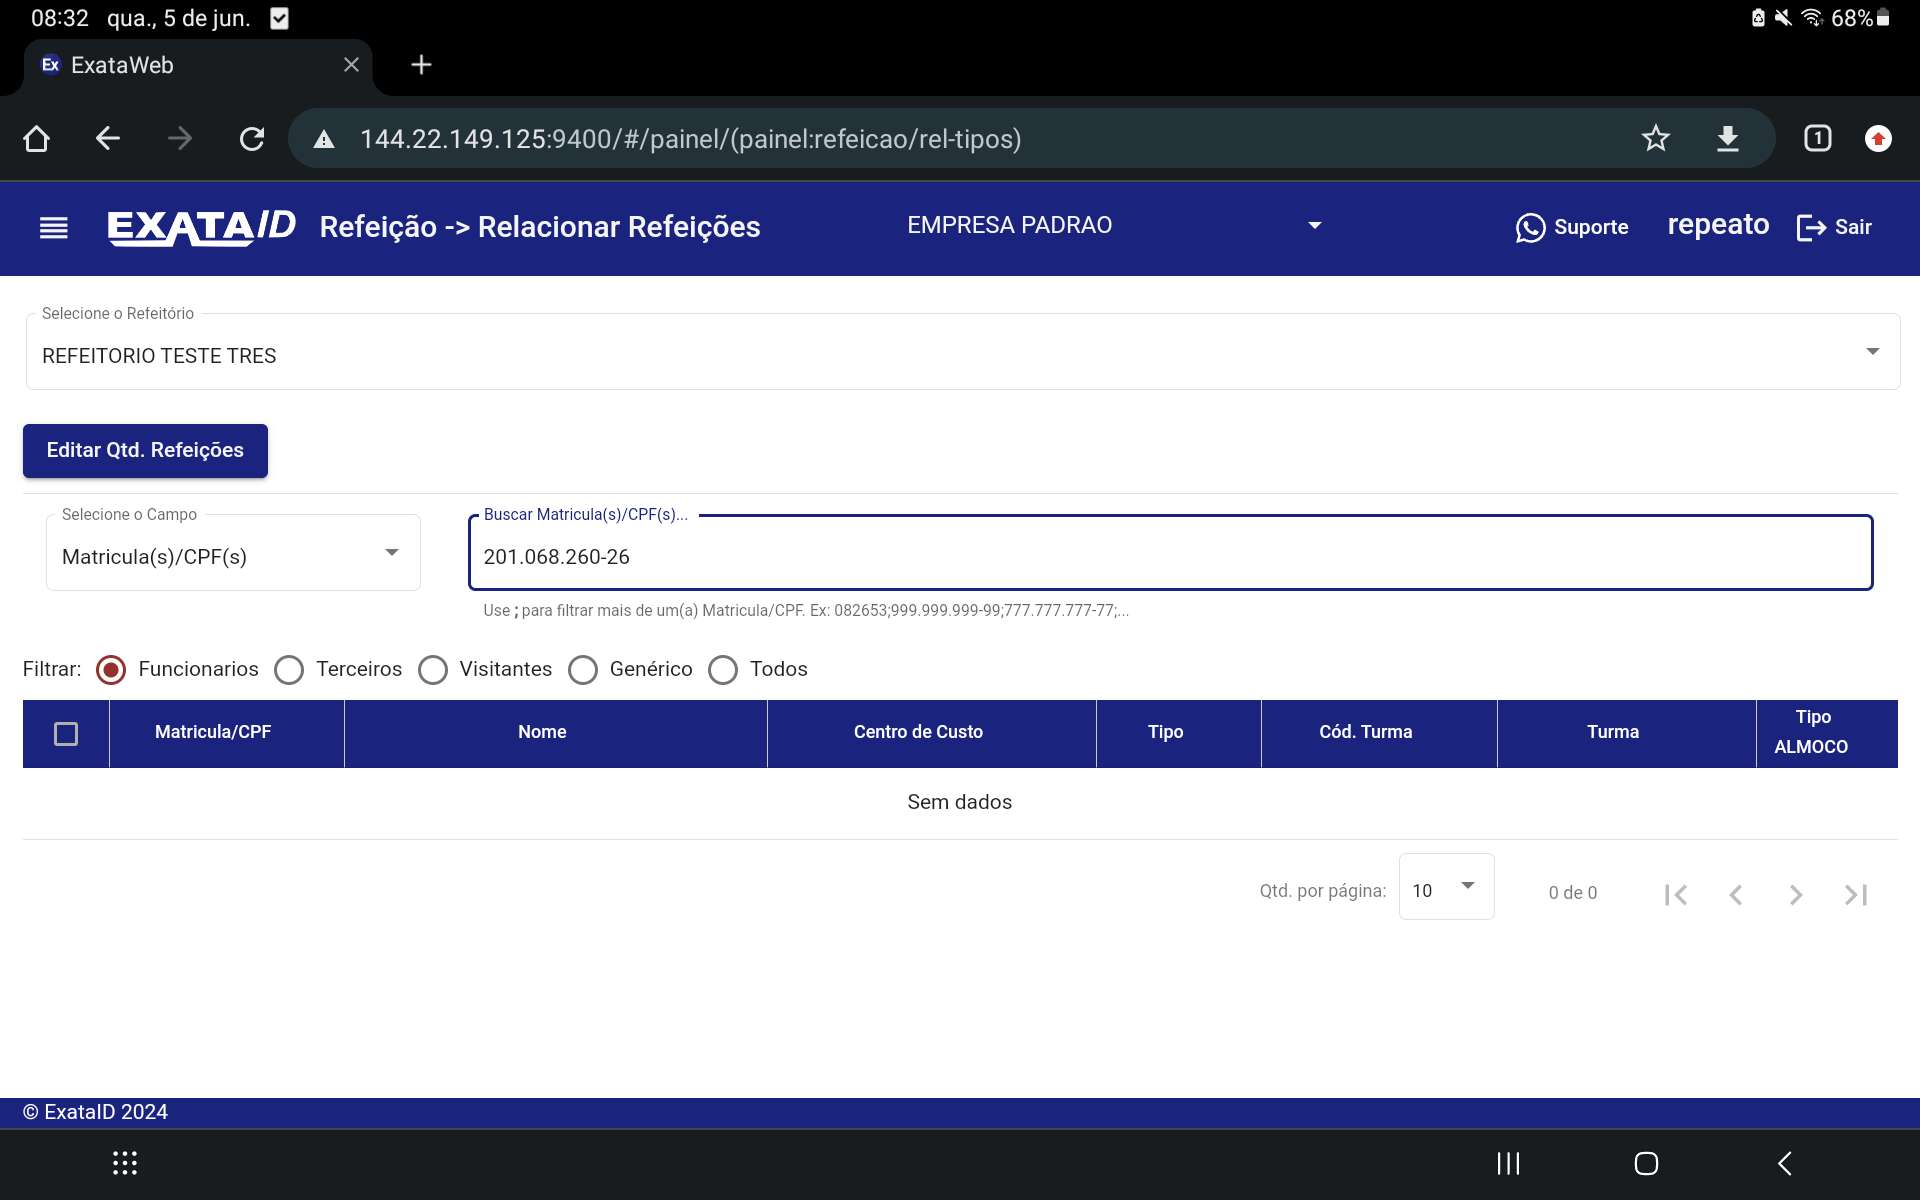 08:32 qua., 5 de jun. 68%
Ex ExataWeb
144.22.149.125:9400/#/painel/(painel:refeicao/rel-tipos) 1
EXATAID Refeição -> Relacionar Refeições EMPRESA PADRAO Suporte repeato Sair
Selecione o Refeitório
REFEITORIO TESTE TRES
Editar Qtd. Refeições
Selecione o Campo
Matricula(s)/CPF(s)
Buscar Matricula(s)/CPF(s)...
201.068.260-26
Use ; para filtrar mais de um(a) Matricula/CPF. Ex: 082653;999.999.999-99;777.777.777-77;...
Filtrar: Funcionarios Terceiros Visitantes Genérico Todos
Matricula/CPF Nome Centro de Custo Tipo Cód. Turma Turma Tipo
ALMOCO
Sem dados
Qtd. por página: 10 0 de 0
© ExataID 2024